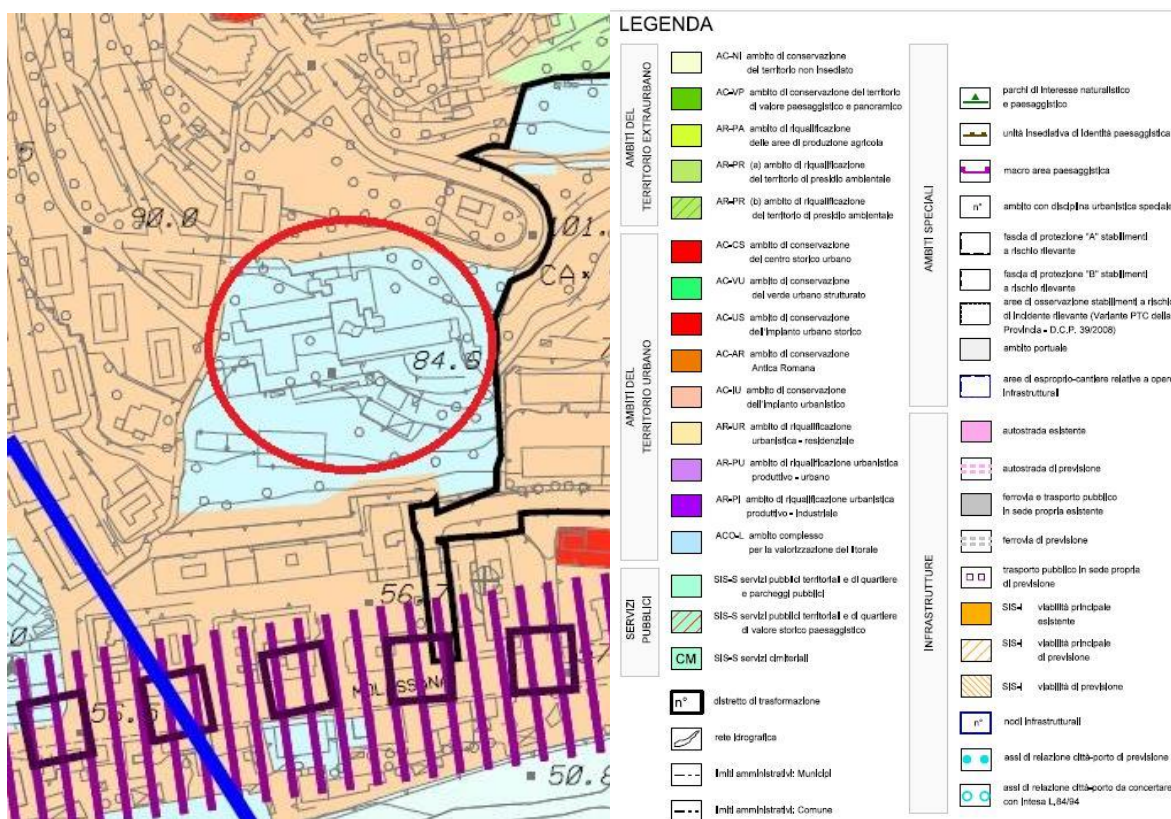 90.0
101.
CA
84.8
56.7
MOLASSANA
56.5
50.8
LEGENDA
AMBITI DEL
TERRITORIO EXTRAURBANO
AC-NI ambito di conservazione
del territorio non insediato
AC-VP ambito di conservazione del territorio
di valore paesaggistico e panoramico
AR-PA ambito di riqualificazione
delle aree di produzione agricola
AR-PR (a) ambito di riqualificazione
del territorio di presidio ambientale
AR-PR (b) ambito di riqualificazione
del territorio di presidio ambientale
AMBITI DEL
TERRITORIO URBANO
AC-CS ambito di conservazione
del centro storico urbano
AC-VU ambito di conservazione
del verde urbano strutturato
AC-US ambito di conservazione
dell'impianto urbano storico
AC-AR ambito di conservazione
Antica Romana
AC-IU ambito di conservazione
dell'impianto urbanistico
AR-UR ambito di riqualificazione
urbanistica - residenziale
AR-PU ambito di riqualificazione urbanistica
produttivo - urbano
AR-PI ambito di riqualificazione urbanistica
produttivo - industriale
ACO-L ambito complesso
per la valorizzazione del litorale
SERVIZI
PUBBLICI
SIS-S servizi pubblici territoriali e di quartiere
e parcheggi pubblici
SIS-S servizi pubblici territoriali e di quartiere
di valore storico paesaggistico
CM SIS-S servizi cimiteriali
n° distretto di trasformazione
rete idrografica
limiti amministrativi: Municipi
limiti amministrativi: Comune
AMBITI SPECIALI
parchi di interesse naturalistico
e paesaggistico
unità insediativa di identità paesaggistica
macro area paesaggistica
n° ambito con disciplina urbanistica speciale
fascia di protezione "A" stabilimenti
a rischio rilevante
fascia di protezione "B" stabilimenti
a rischio rilevante
aree di osservazione stabilimenti a rischio
di incidente rilevante (Variante PTC della
Provincia - D.C.P. 39/2008)
ambito portuale
aree di esproprio-cantiere relative a opere
infrastrutturali
INFRASTRUTTURE
autostrada esistente
autostrada di previsione
ferrovia e trasporto pubblico
in sede propria esistente
ferrovia di previsione
trasporto pubblico in sede propria
di previsione
SIS-I viabilità principale
esistente
SIS-I viabilità principale
di previsione
SIS-I viabilità di previsione
n° nodi infrastrutturali
assi di relazione città-porto di previsione
assi di relazione città-porto da concertare
con intesa L.84/94